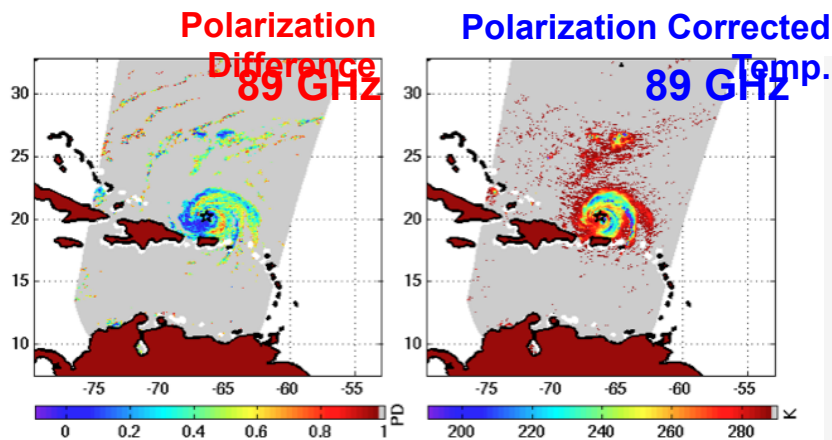 Polarization
Difference
89 GHz
Polarization Corrected
Temp.
89 GHz
30
25
20
15
10
-75 -70 -65 -60 -55
0 0.2 0.4 0.6 0.8 1 PD
30
25
20
15
10
-75 -70 -65 -60 -55
200 220 240 260 280 K